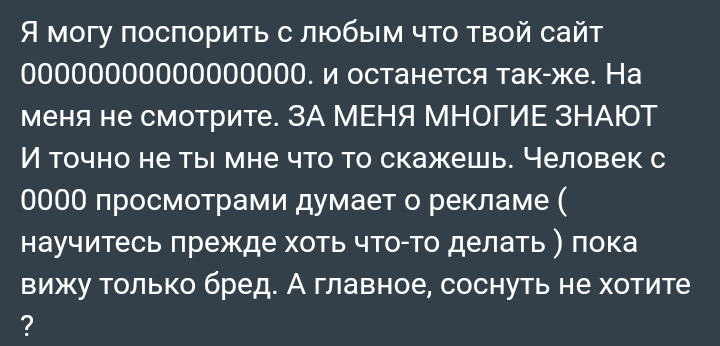 Я могу поспорить с любым что твой сайт
00000000000000000. и останется так-же. На
меня не смотрите. ЗА МЕНЯ МНОГИЕ ЗНАЮТ
И точно не ты мне что то скажешь. Человек с
0000 просмотрами думает о рекламе (
научитесь прежде хоть что-то делать ) пока
вижу только бред. А главное, соснуть не хотите
?